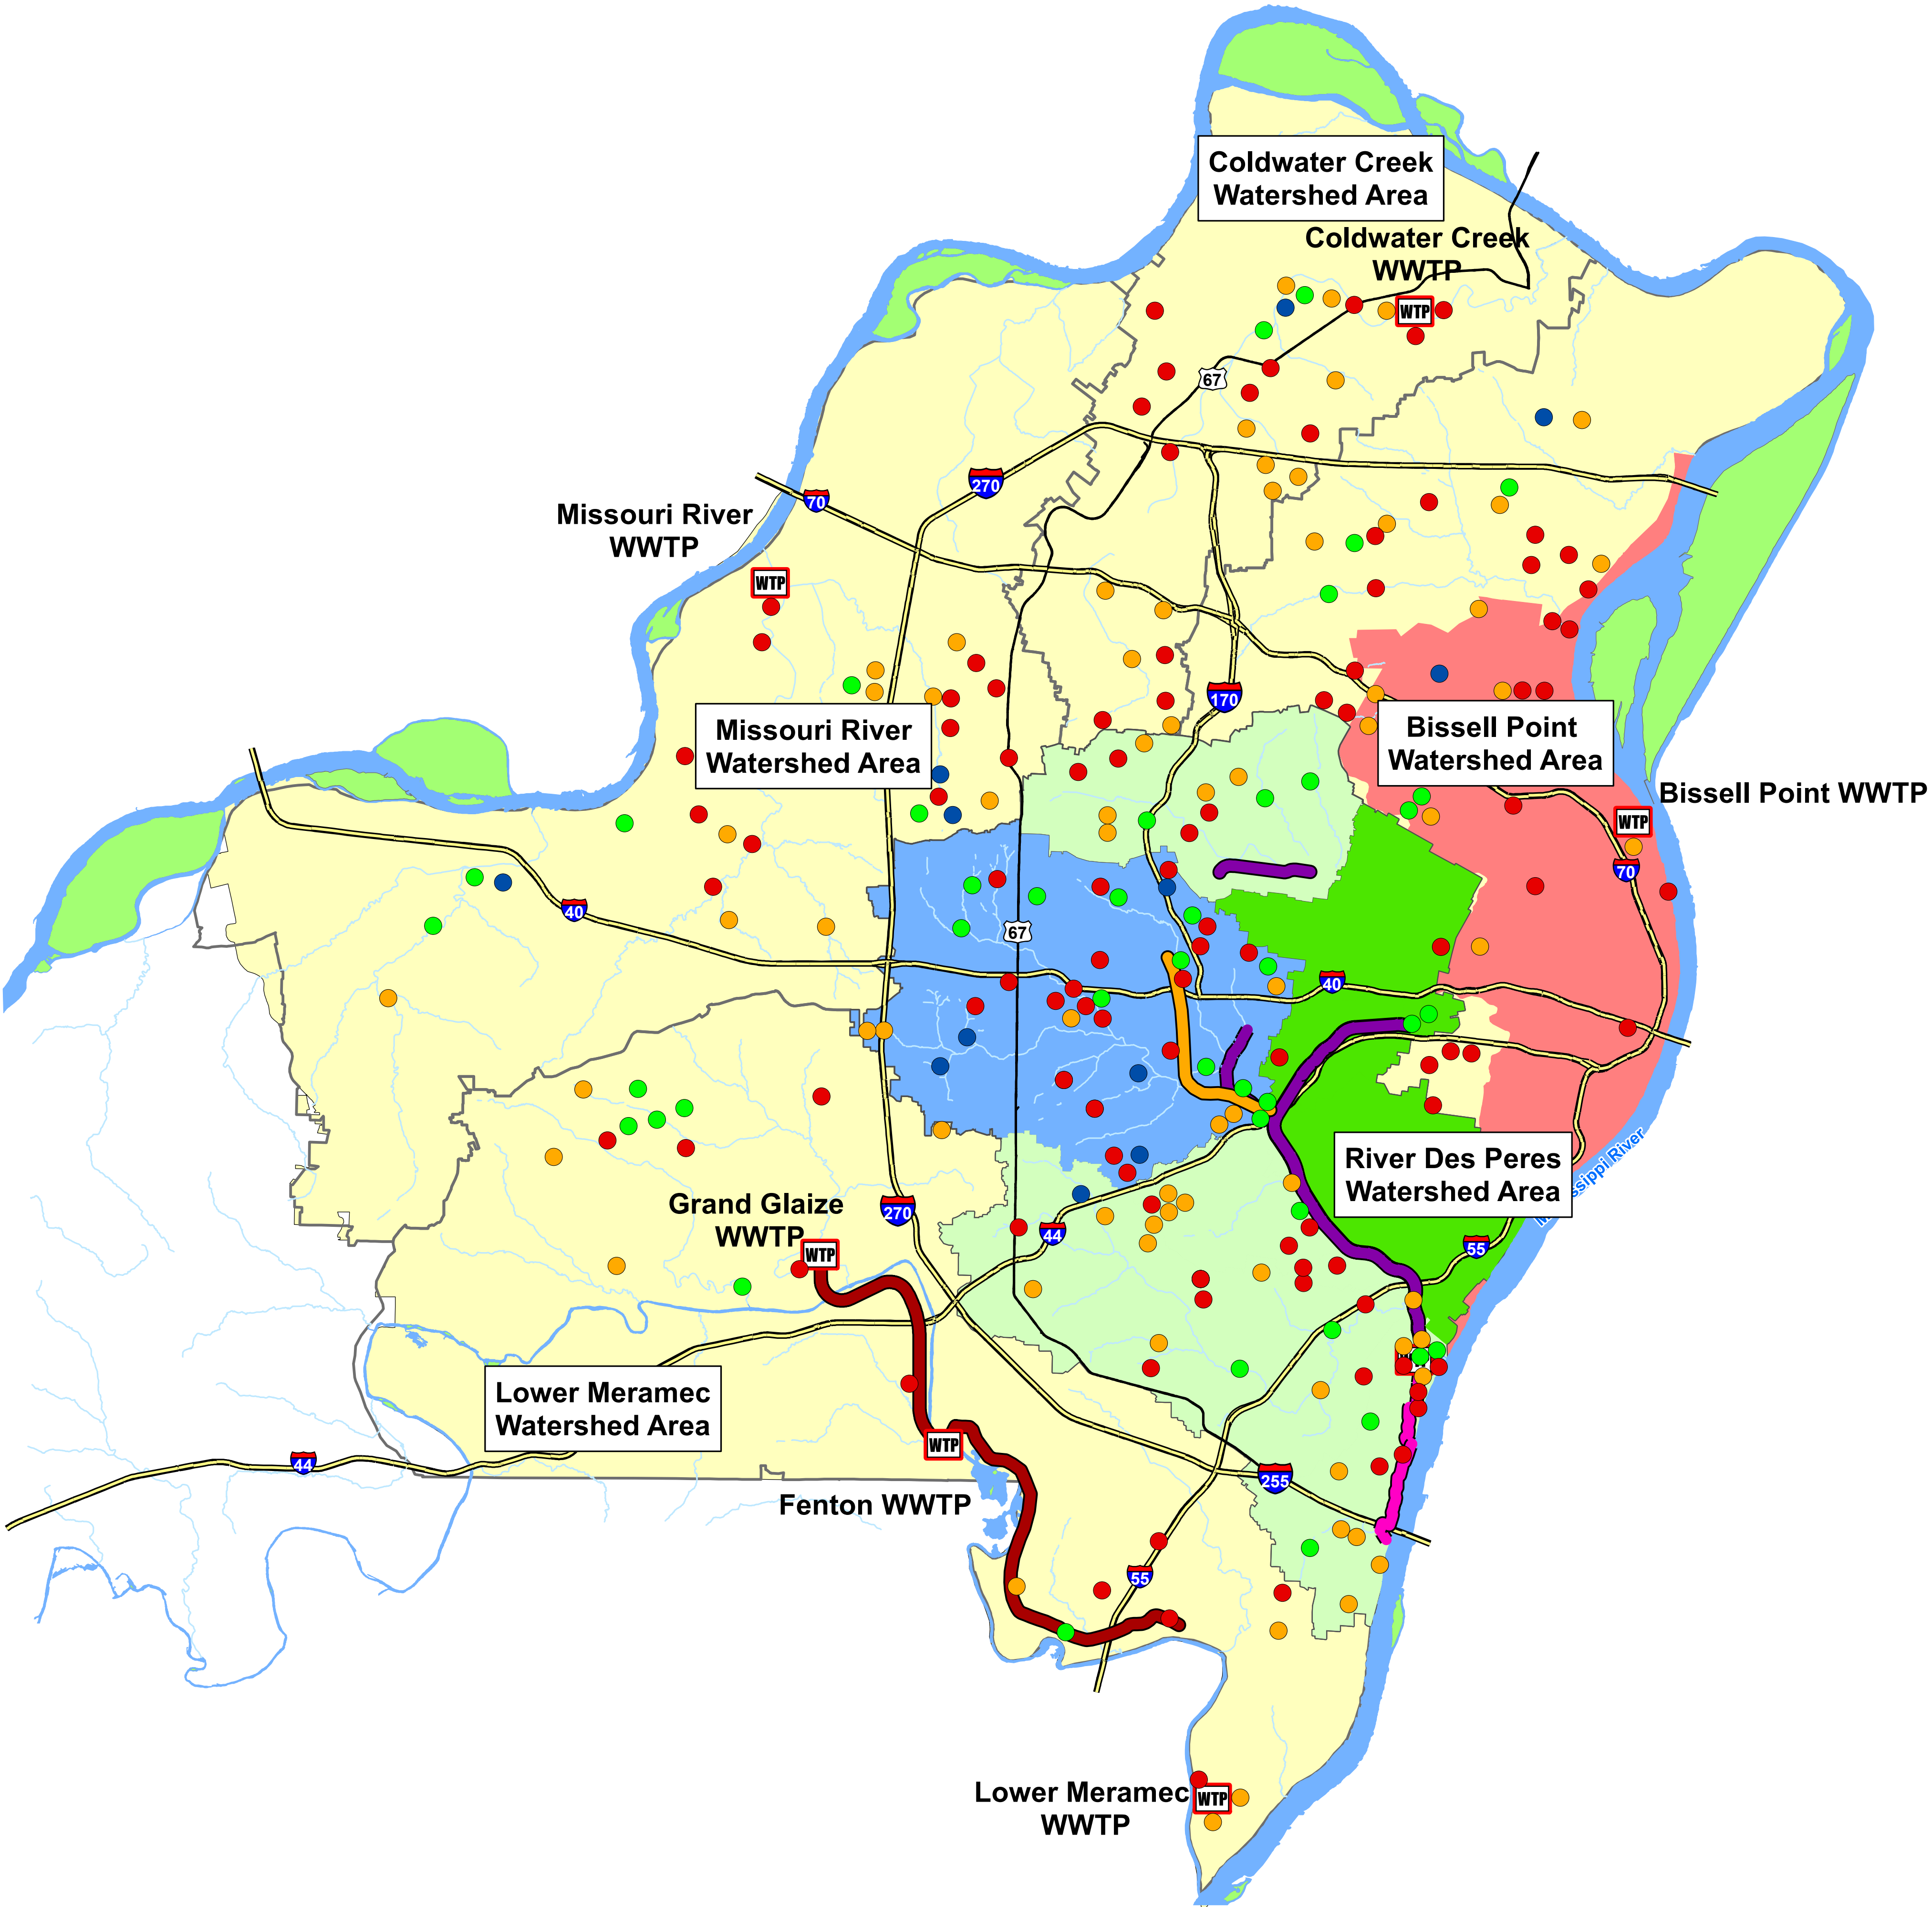 Coldwater Creek
Watershed Area
Coldwater Creek
WWTP
WTP
67
270
70
Missouri River
WWTP
WTP
170
Missouri River
Watershed Area
Bissell Point
Watershed Area
Bissell Point WWTP
WTP
70
40
67
40
River Des Peres
Watershed Area
ssippi River
Grand Glaize
WWTP
WTP
270
44
55
Lower Meramec
Watershed Area
WTP
44
255
Fenton WWTP
55
Lower Meramec
WWTP
WTP